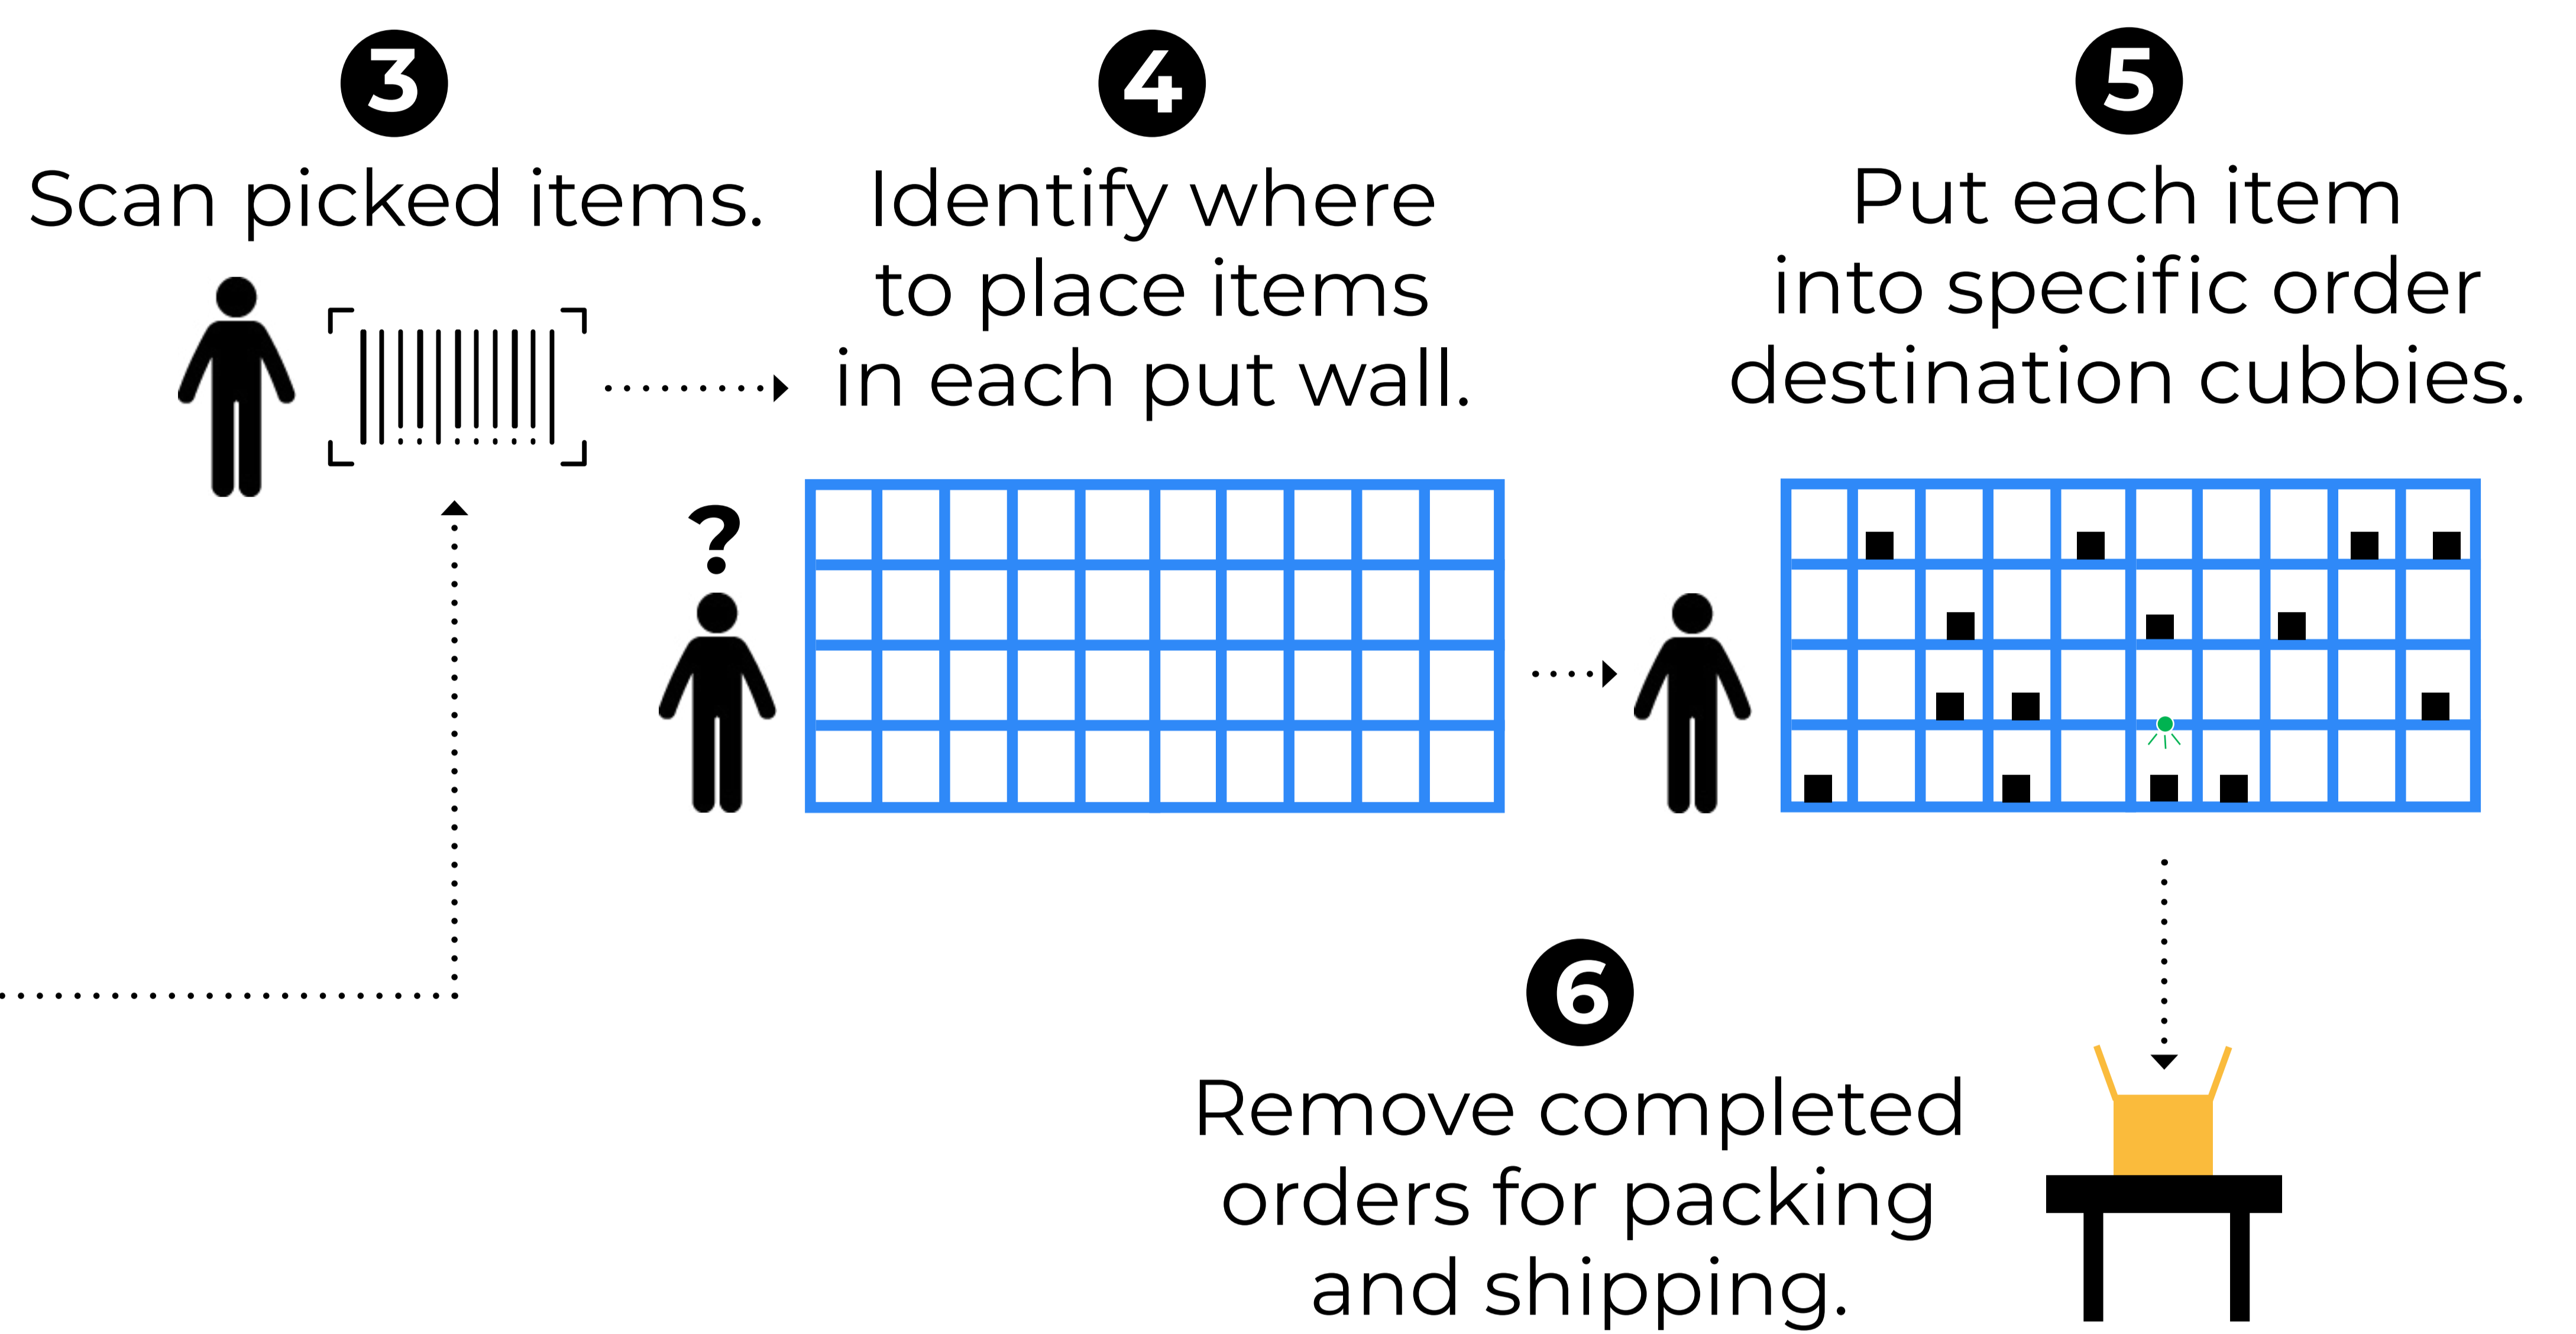 3
Scan picked items.
4
Identify where
to place items
in each put wall.
?
5
Put each item
into specific order
destination cubbies.
6
Remove completed
orders for packing
and shipping.